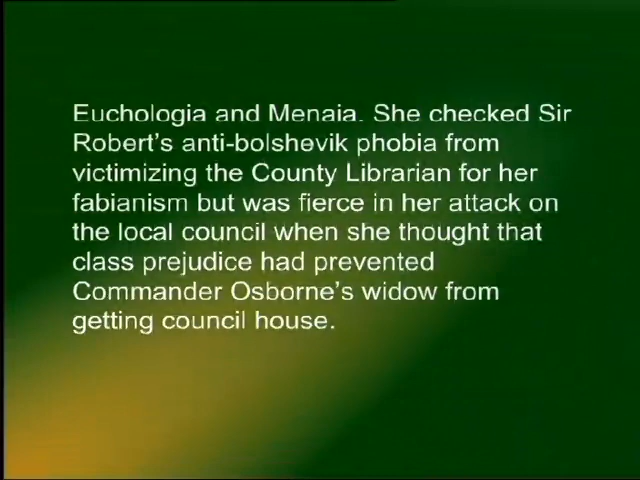 Euchologia and Menaia. She checked Sir
Robert's anti-bolshevik phobia from
victimizing the County Librarian for her
fabianism but was fierce in her attack on
the local council when she thought that
class prejudice had prevented
Commander Osborne's widow from
getting council house.